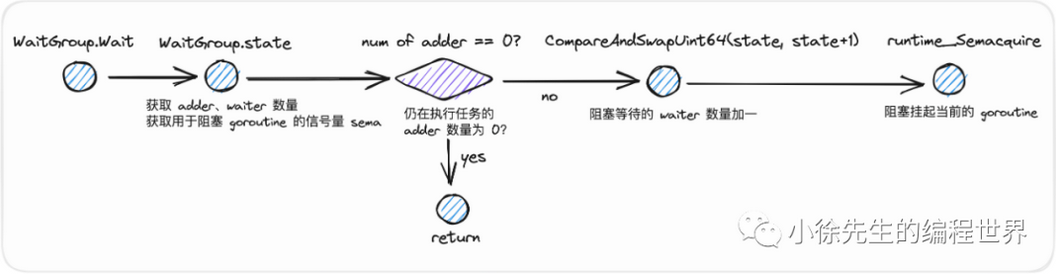 WaitGroup.Wait
WaitGroup.state
num of adder == 0?
CompareAndSwapUint64(state, state+1)
runtime_Semacquire
获取 adder、waiter 数量
获取用于阻塞 goroutine 的信号量 sema
仍在执行任务的
adder 数量为 0?
no
阻塞等待的 waiter 数量加一
阻塞挂起当前的 goroutine
yes
return
小徐先生的编程世界